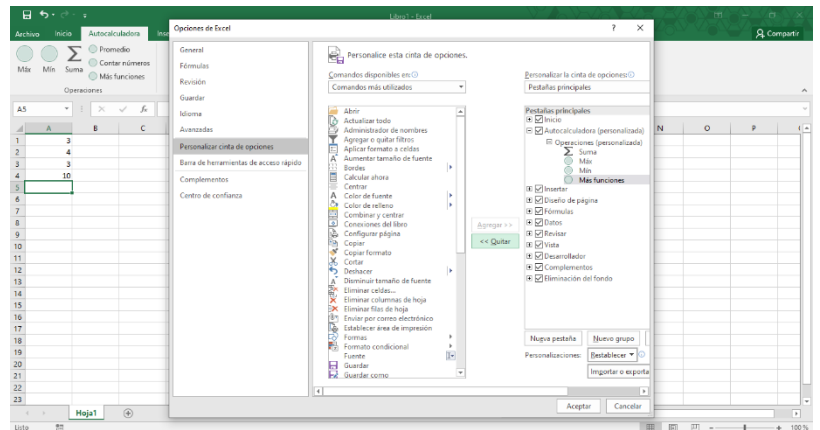 Libro1 - Excel
Archivo Inicio Autocalculadora Inse
Compartir
Máx Mín Suma
Promedio
Contar números
Más funciones
Operaciones
A5
fx
A B C N O P
1 3
2 4
3 3
4 10
5
6
7
8
9
10
11
12
13
14
15
16
17
18
19
20
21
22
23
Hoja1
Listo
100 %
Opciones de Excel ? ×
General
Fórmulas
Revisión
Guardar
Idioma
Avanzadas
Personalizar cinta de opciones
Barra de herramientas de acceso rápido
Complementos
Centro de confianza
Personalice esta cinta de opciones.
Comandos disponibles en:
Comandos más utilizados
Abrir
Actualizar todo
Administrador de nombres
Agregar o quitar filtros
Aplicar formato a celdas
Aumentar tamaño de fuente
Bordes
Calcular ahora
Centrar
Color de fuente
Color de relleno
Combinar y centrar
Conexiones del libro
Configurar página
Copiar
Copiar formato
Cortar
Deshacer
Disminuir tamaño de fuente
Eliminar celdas...
Eliminar columnas de hoja
Eliminar filas de hoja
Enviar por correo electrónico
Establecer área de impresión
Formas
Formato condicional
Fuente
Guardar
Guardar como
Agregar >>
<< Quitar
Personalizar la cinta de opciones:
Pestañas principales
Pestañas principales
Inicio
Autocalculadora (personalizada)
Operaciones (personalizada)
Suma
Máx
Mín
Más funciones
Insertar
Diseño de página
Fórmulas
Datos
Revisar
Vista
Desarrollador
Complementos
Eliminación del fondo
Nueva pestaña Nuevo grupo
Personalizaciones: Restablecer
Importar o exporta
Aceptar Cancelar